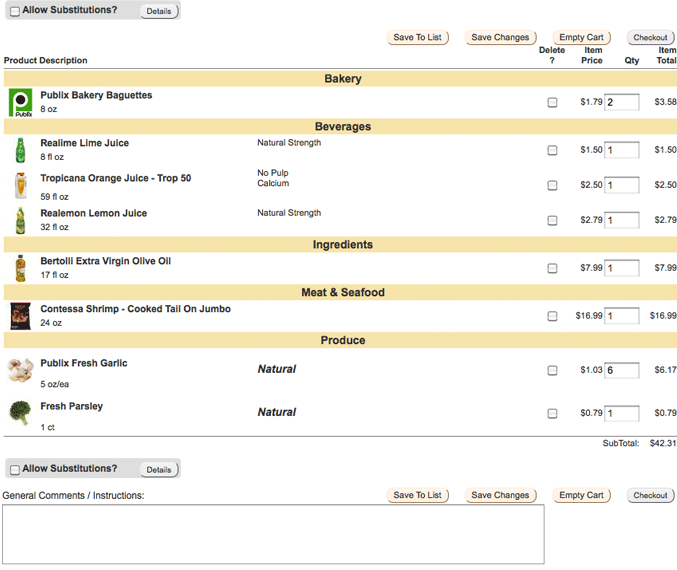 Allow Substitutions? Details
Save To List Save Changes Empty Cart Checkout
Product Description Delete ? Item Price Qty Item Total
Bakery
Publix
Publix Bakery Baguettes $1.79 2 $3.58
8 oz
Beverages
Realime Lime Juice Natural Strength $1.50 1 $1.50
8 fl oz
Tropicana Orange Juice - Trop 50 No Pulp $2.50 1 $2.50
Calcium
59 fl oz
Realemon Lemon Juice Natural Strength $2.79 1 $2.79
32 fl oz
Ingredients
Bertolli Extra Virgin Olive Oil $7.99 1 $7.99
17 fl oz
Meat & Seafood
Contessa Shrimp - Cooked Tail On Jumbo $16.99 1 $16.99
24 oz
Produce
Publix Fresh Garlic Natural $1.03 6 $6.17
5 oz/ea
Fresh Parsley Natural $0.79 1 $0.79
1 ct
SubTotal: $42.31
Allow Substitutions? Details
General Comments / Instructions: Save To List Save Changes Empty Cart Checkout